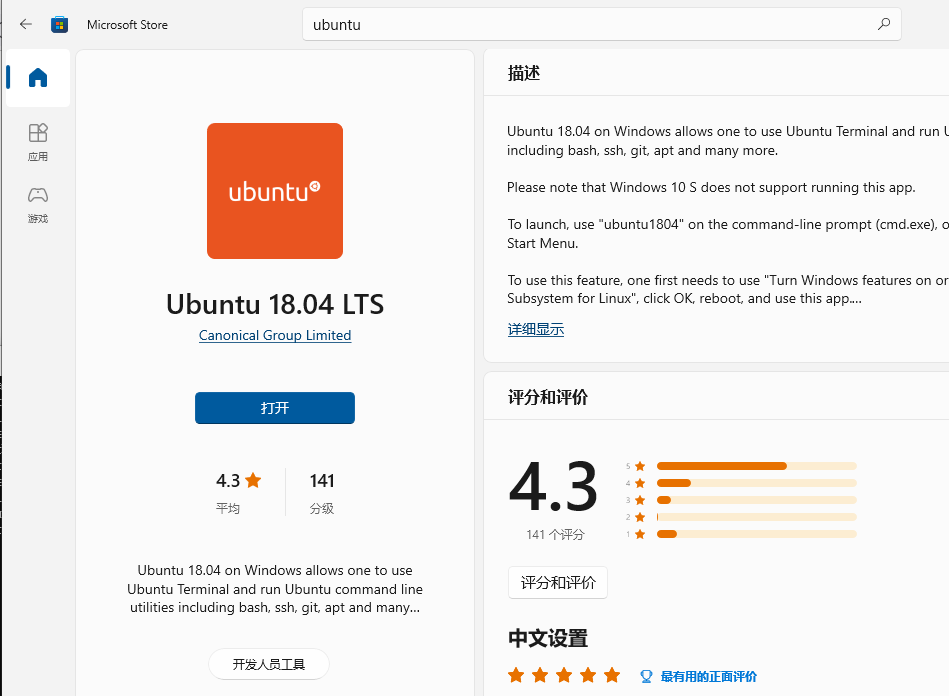 Microsoft Store
ubuntu
应用
游戏
ubuntu
Ubuntu 18.04 LTS
Canonical Group Limited
打开
4.3
平均
141
分级
Ubuntu 18.04 on Windows allows one to use
Ubuntu Terminal and run Ubuntu command line
utilities including bash, ssh, git, apt and many...
开发人员工具
描述
Ubuntu 18.04 on Windows allows one to use Ubuntu Terminal and run U
including bash, ssh, git, apt and many more.
Please note that Windows 10 S does not support running this app.
To launch, use "ubuntu1804" on the command-line prompt (cmd.exe), o
Start Menu.
To use this feature, one first needs to use "Turn Windows features on or
Subsystem for Linux", click OK, reboot, and use this app....
详细显示
评分和评价
4.3
141 个评分
5
4
3
2
1
评分和评价
中文设置
最有用的正面评价